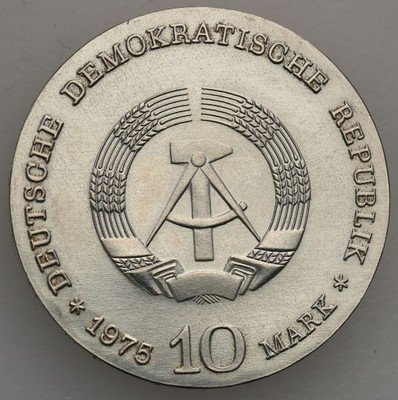 DEUTSCHE DEMOKRATISCHE REPUBLIK
* 1975 10 MARK *